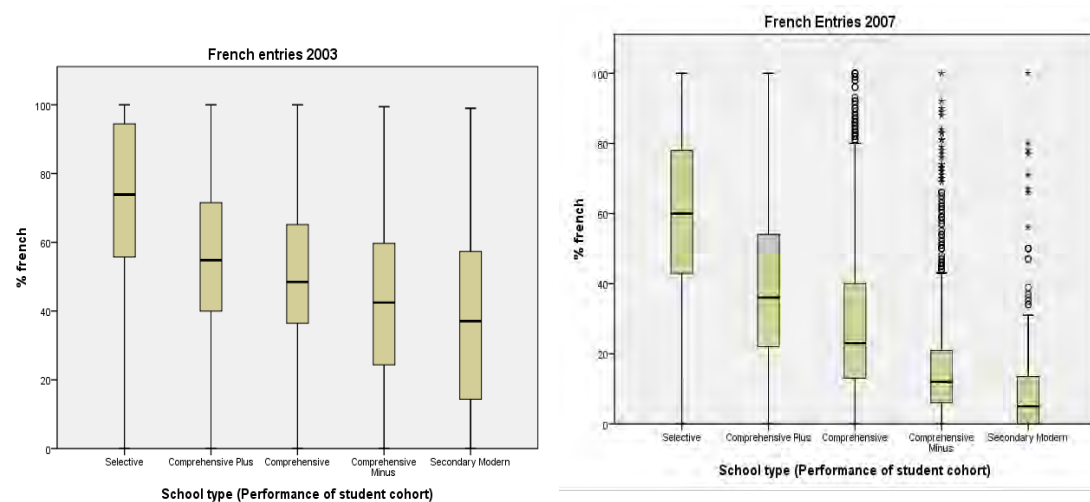 French entries 2003
% french
100
80
60
40
20
0
Selective
Comprehensive Plus
Comprehensive
Comprehensive
Minus
Secondary Modern
School type (Performance of student cohort)
French Entries 2007
% french
100
80
60
40
20
0
Selective
Comprehensive Plus
Comprehensive
Comprehensive
Minus
Secondary Modern
School type (Performance of student cohort)